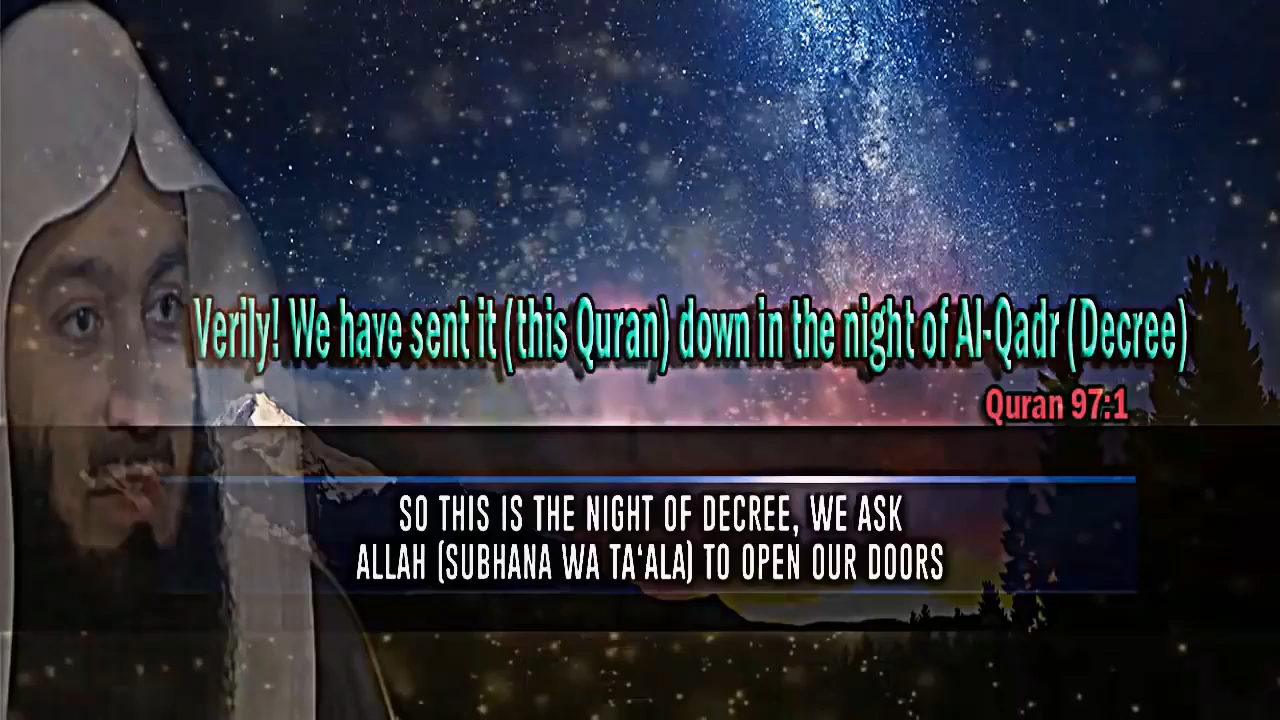 Verily! We have sent it (this Quran) down in the night of Al-Qadr (Decree)
Quran 97:1
SO THIS IS THE NIGHT OF DECREE, WE ASK
ALLAH (SUBHANA WA TA‘ALA) TO OPEN OUR DOORS